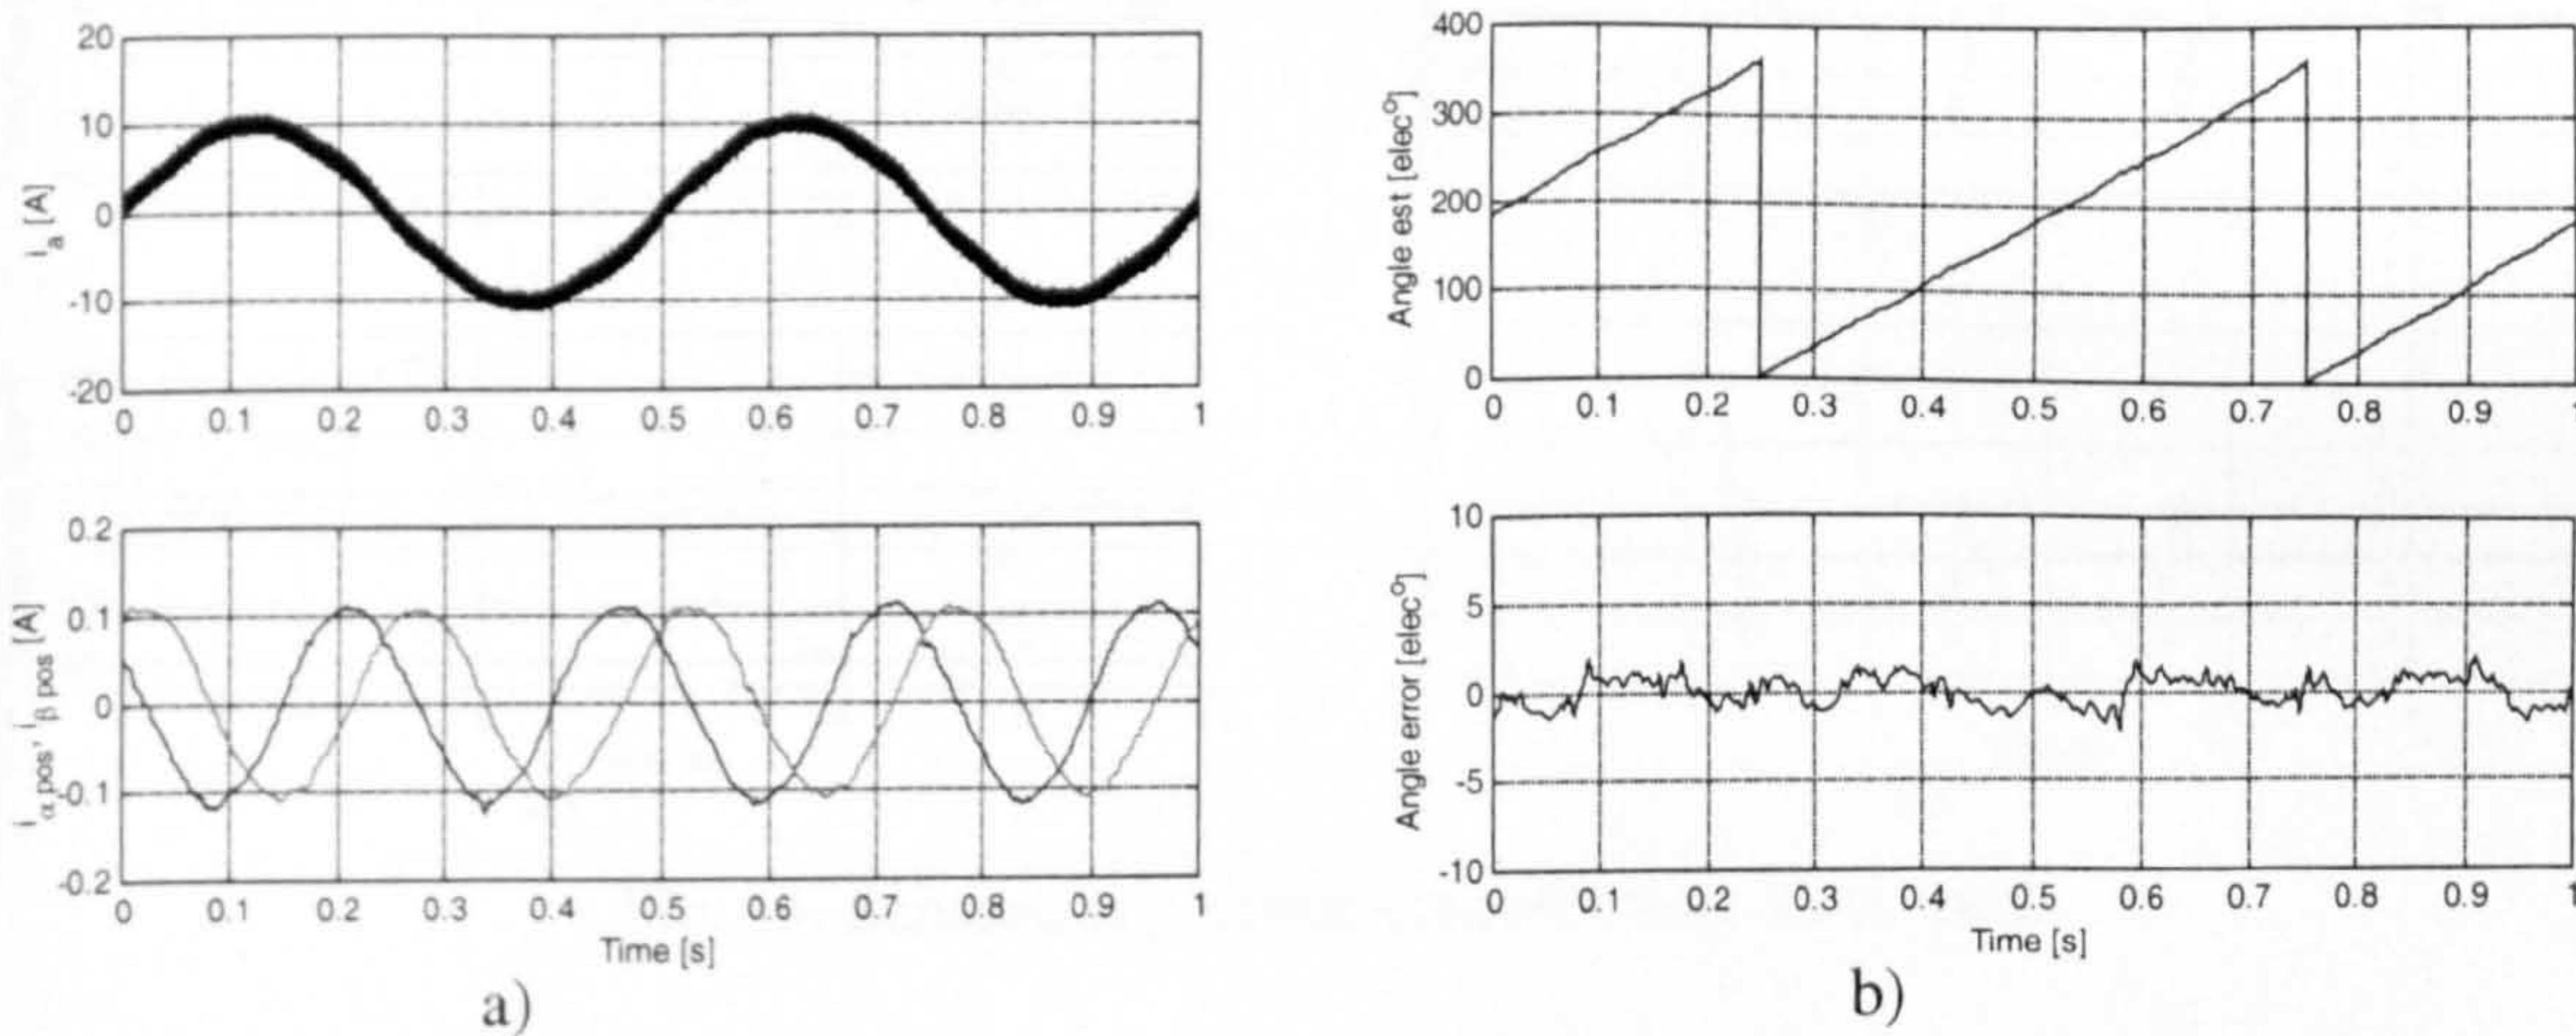 20
10
0
-10
-20
i_a [A]
0 0.1 0.2 0.3 0.4 0.5 0.6 0.7 0.8 0.9 1
0.2
0.1
0
-0.1
-0.2
i_α pos, i_β pos [A]
0 0.1 0.2 0.3 0.4 0.5 0.6 0.7 0.8 0.9 1
Time [s]
a)
400
300
200
100
0
Angle est [elec°]
0 0.1 0.2 0.3 0.4 0.5 0.6 0.7 0.8 0.9 1
10
5
0
-5
-10
Angle error [elec°]
0 0.1 0.2 0.3 0.4 0.5 0.6 0.7 0.8 0.9 1
Time [s]
b)